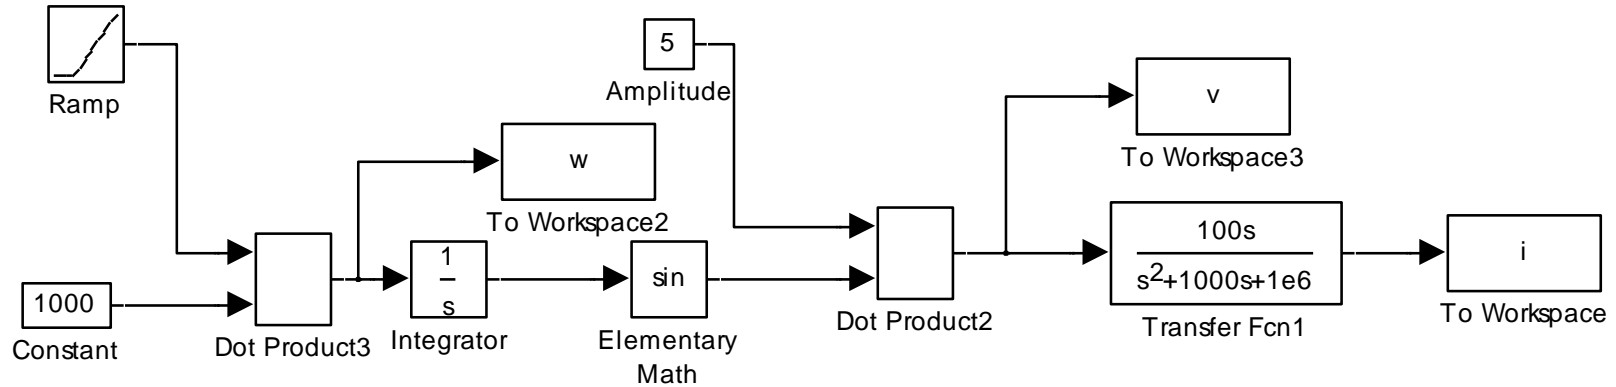 Ramp
1000
Constant
Dot Product3
w
To Workspace2
1
s
Integrator
sin
Elementary
Math
5
Amplitude
Dot Product2
v
To Workspace3
100s
s²+1000s+1e6
Transfer Fcn1
i
To Workspace